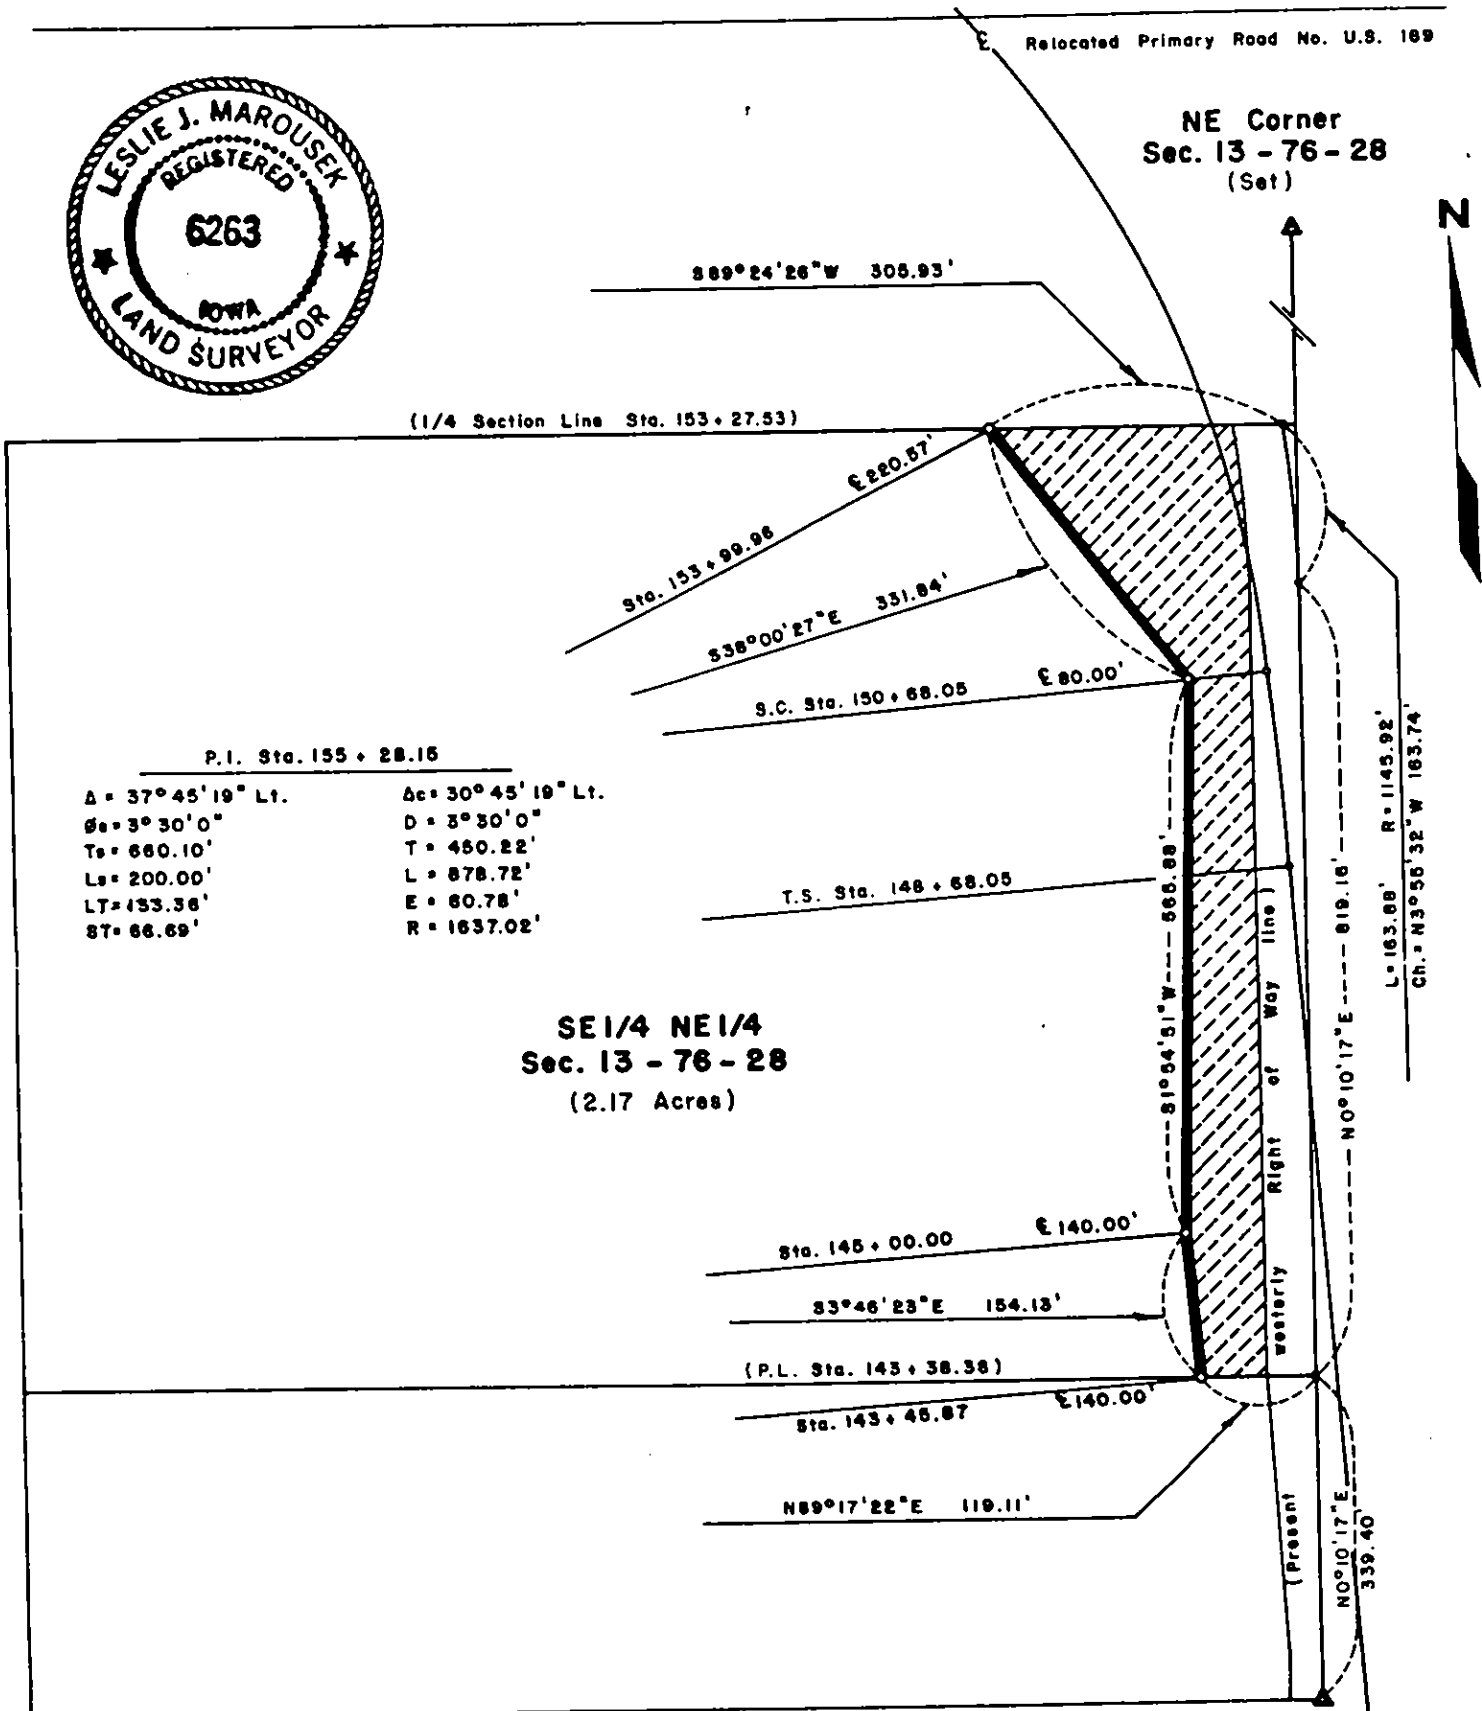 ℄ Relocated Primary Road No. U.S. 169
LESLIE J. MAROUSEK
REGISTERED
6263
IOWA
LAND SURVEYOR
NE Corner
Sec. 13 - 76 - 28
(Set)
N
S89°24'26"W 305.93'
(1/4 Section Line Sta. 153 + 27.53)
℄ 220.57'
Sta. 153 + 99.96
S38°00'27"E 331.84'
S.C. Sta. 150 + 68.05 ℄ 80.00'
P.I. Sta. 155 + 28.15
Δ = 37°45'19" Lt. Δc = 30°45'19" Lt.
Øs = 3°30'0" D = 3°30'0"
Ts = 660.10' T = 450.22'
Ls = 200.00' L = 878.72'
LT = 133.36' E = 60.78'
ST = 66.69' R = 1637.02'
T.S. Sta. 148 + 68.05
S1°54'51"W 566.88'
L = 163.88' R = 1145.92'
Ch. = N3°55'32"W 163.74'
N0°10'17"E 819.16'
SE1/4 NE1/4
Sec. 13 - 76 - 28
(2.17 Acres)
Sta. 145 + 00.00 ℄ 140.00'
S3°46'23"E 154.13'
(P.L. Sta. 143 + 38.38)
Sta. 143 + 45.87 ℄ 140.00'
N89°17'22"E 119.11'
(Present westerly Right of Way line)
N0°10'17"E
339.40'